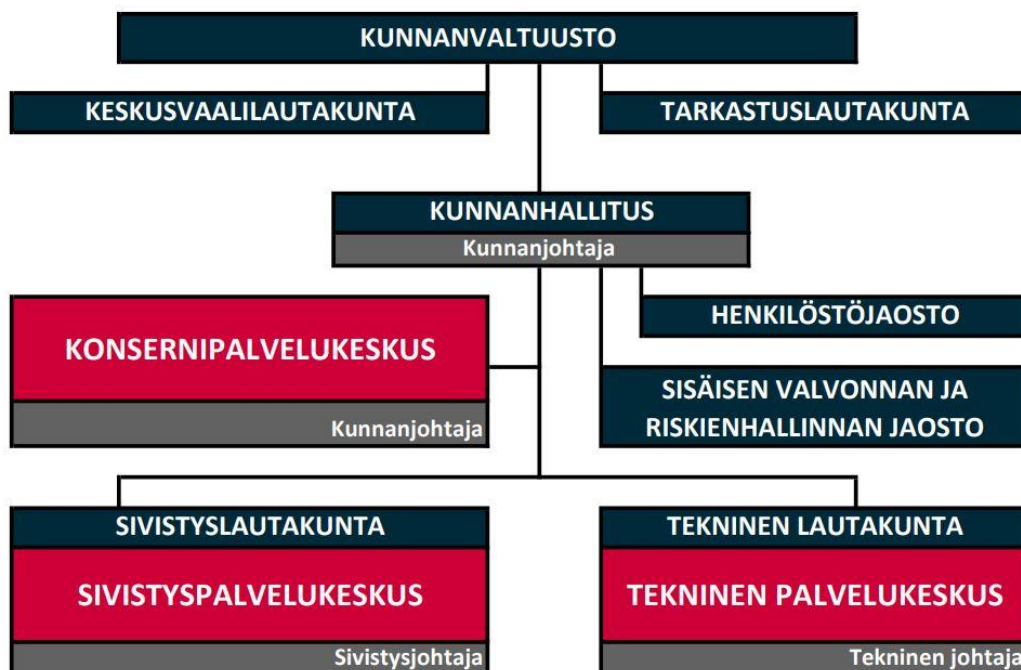 KUNNANVALTUUSTO
KESKUSVAALILAUTAKUNTA
TARKASTUSLAUTAKUNTA
KUNNANHALLITUS
Kunnanjohtaja
HENKILÖSTÖJAOSTO
KONSERNIPALVELUKESKUS
Kunnanjohtaja
SISÄISEN VALVONNAN JA
RISKIENHALLINNAN JAOSTO
SIVISTYSLAUTAKUNTA
SIVISTYSPALVELUKESKUS
Sivistysjohtaja
TEKNINEN LAUTAKUNTA
TEKNINEN PALVELUKESKUS
Tekninen johtaja